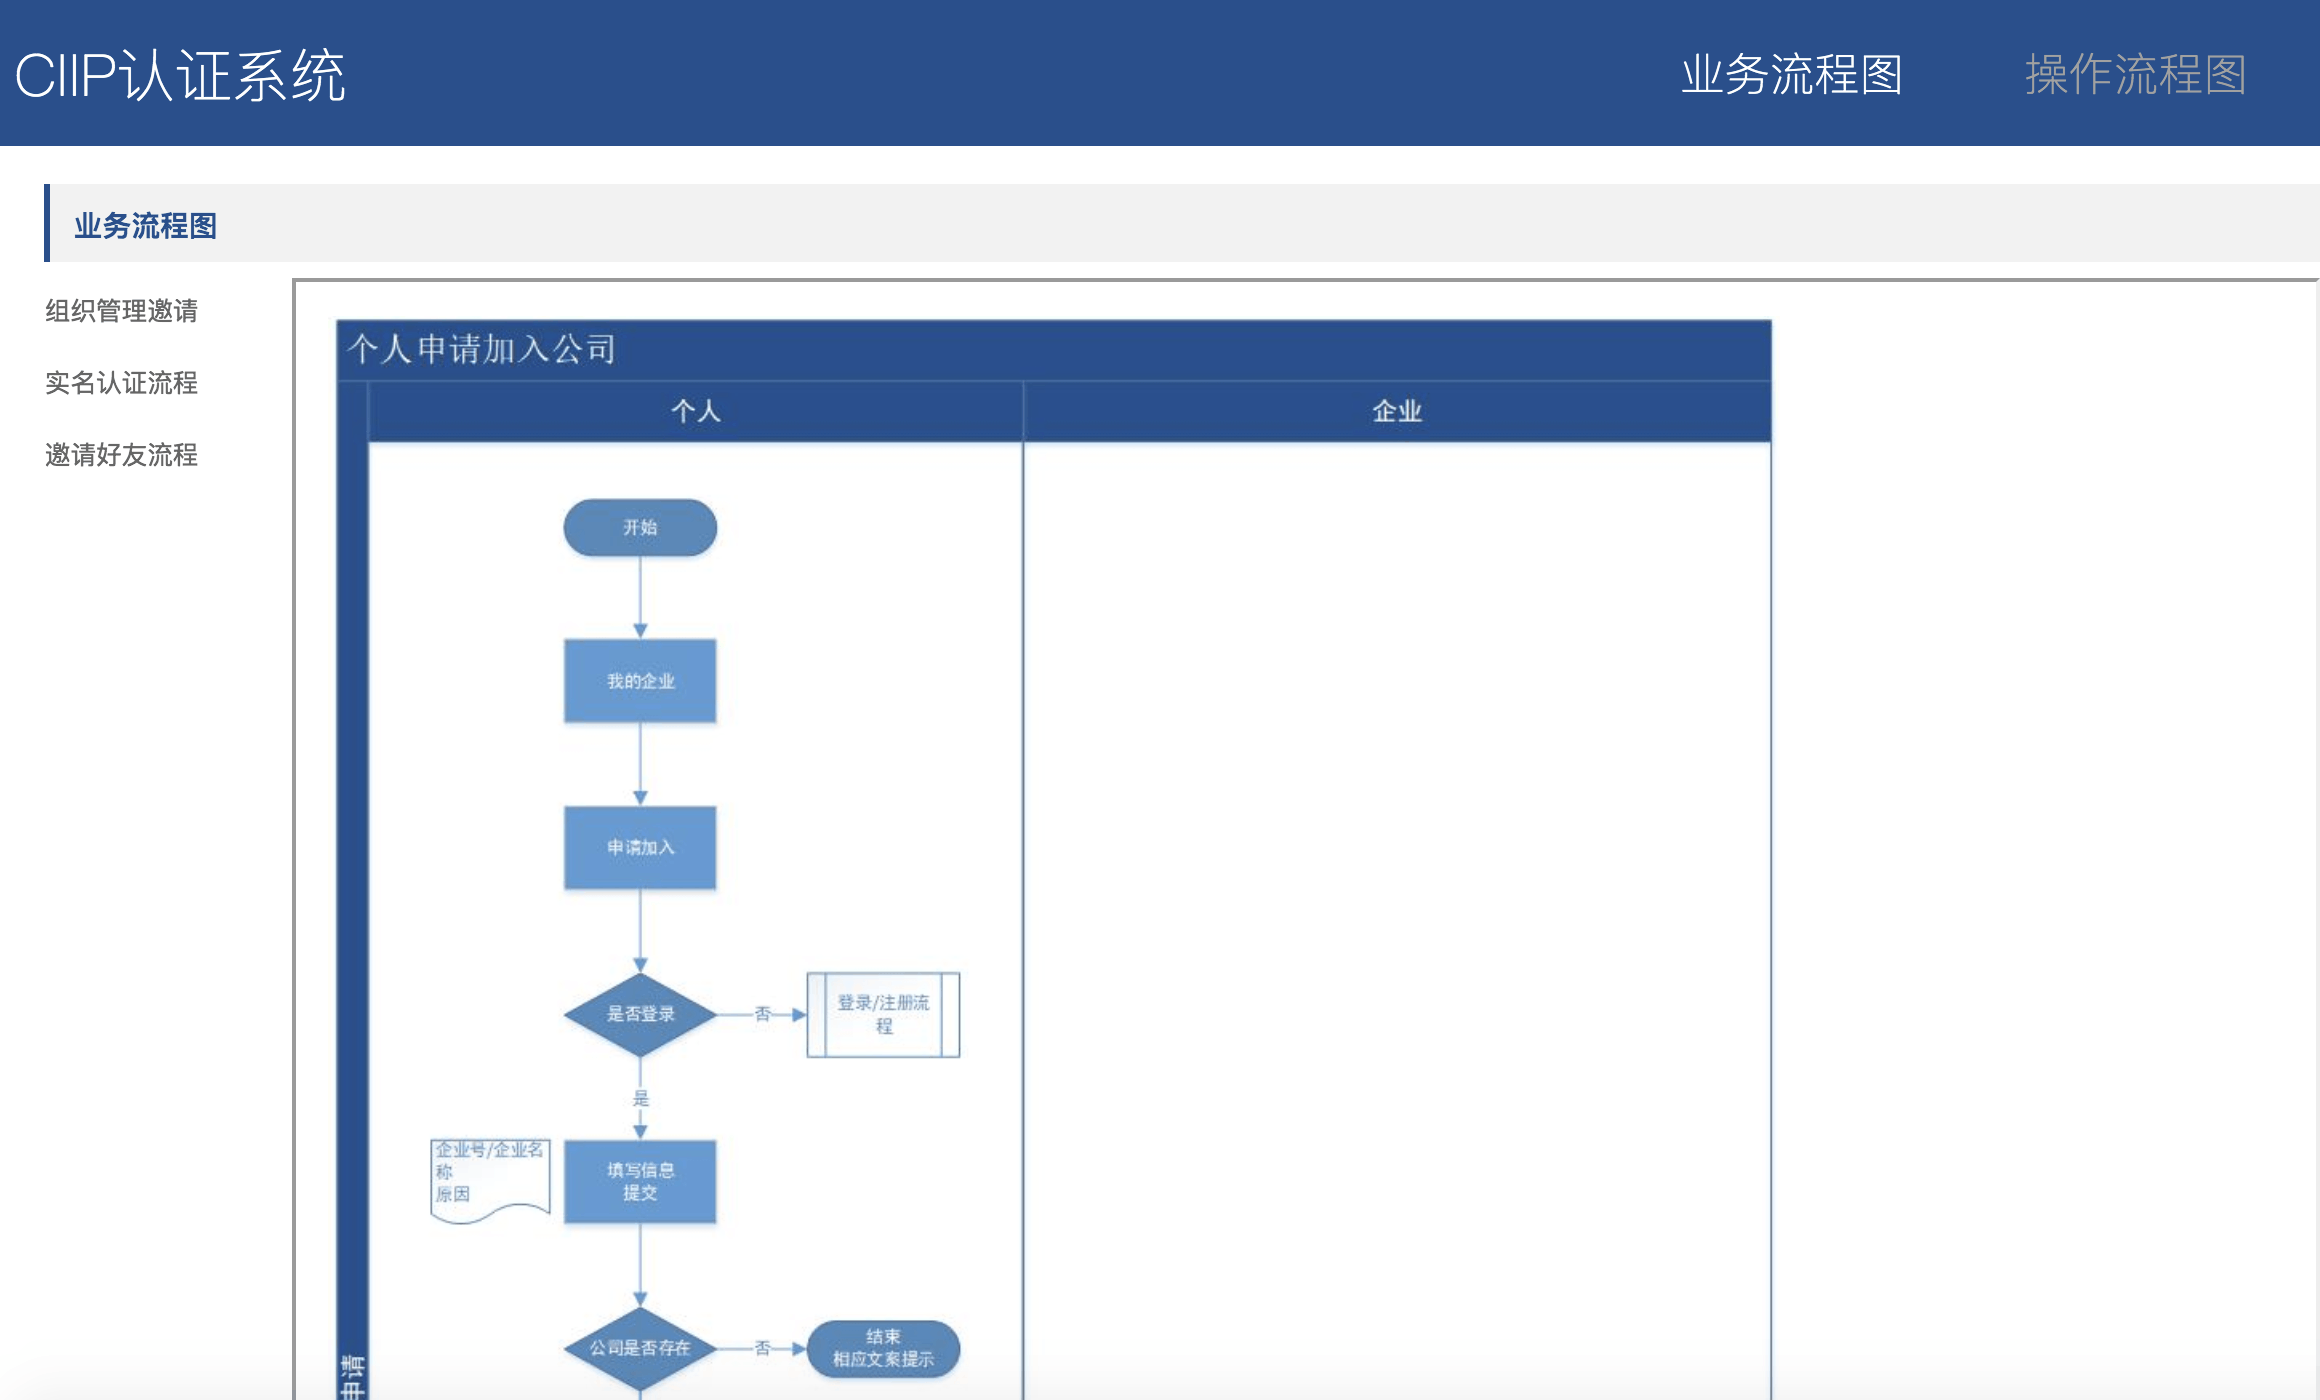 CIIP认证系统
业务流程图
操作流程图
业务流程图
组织管理邀请
实名认证流程
邀请好友流程
个人申请加入公司
个人
企业
开始
我的企业
申请加入
是否登录
否
登录/注册流
程
是
企业号/企业名
称
原因
填写信息
提交
公司是否存在
否
结束
相应文案提示
申请